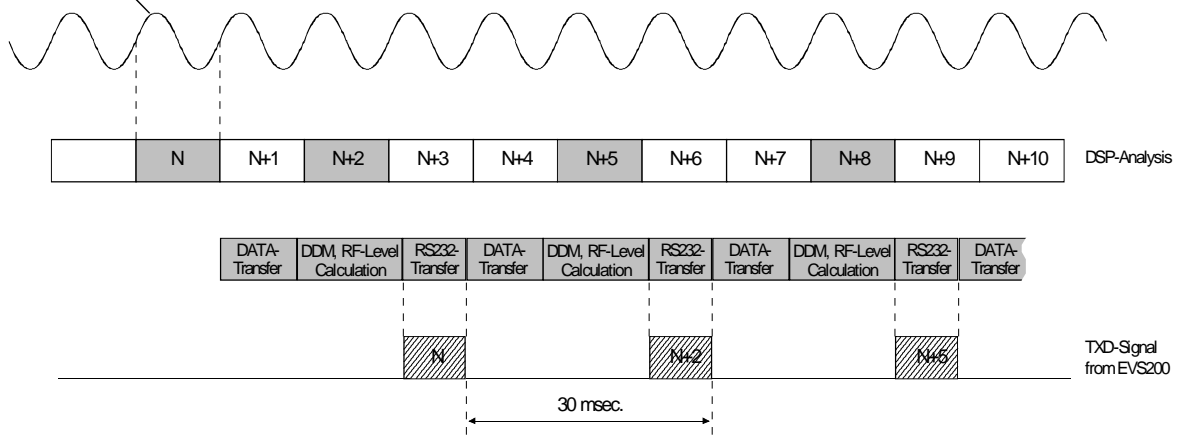 N N+1 N+2 N+3 N+4 N+5 N+6 N+7 N+8 N+9 N+10 DSP-Analysis
DATA- DDM, RF-Level RS232- DATA- DDM, RF-Level RS232- DATA- DDM, RF-Level RS232- DATA-
Transfer Calculation Transfer Transfer Calculation Transfer Transfer Calculation Transfer Transfer
N N+2 N+5 TXD-Signal
from EVS200
30 msec.